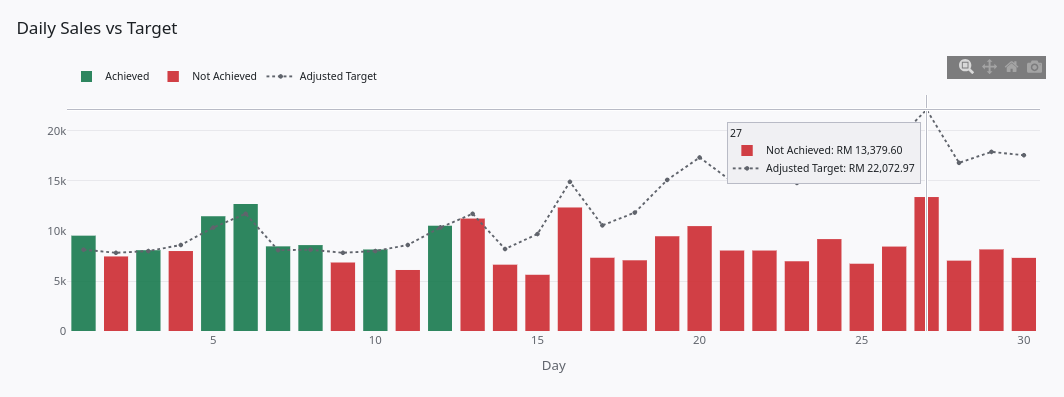 Daily Sales vs Target
Achieved
Not Achieved
Adjusted Target
20k
15k
10k
5k
0
27
Not Achieved: RM 13,379.60
Adjusted Target: RM 22,072.97
5
10
15
20
25
30
Day